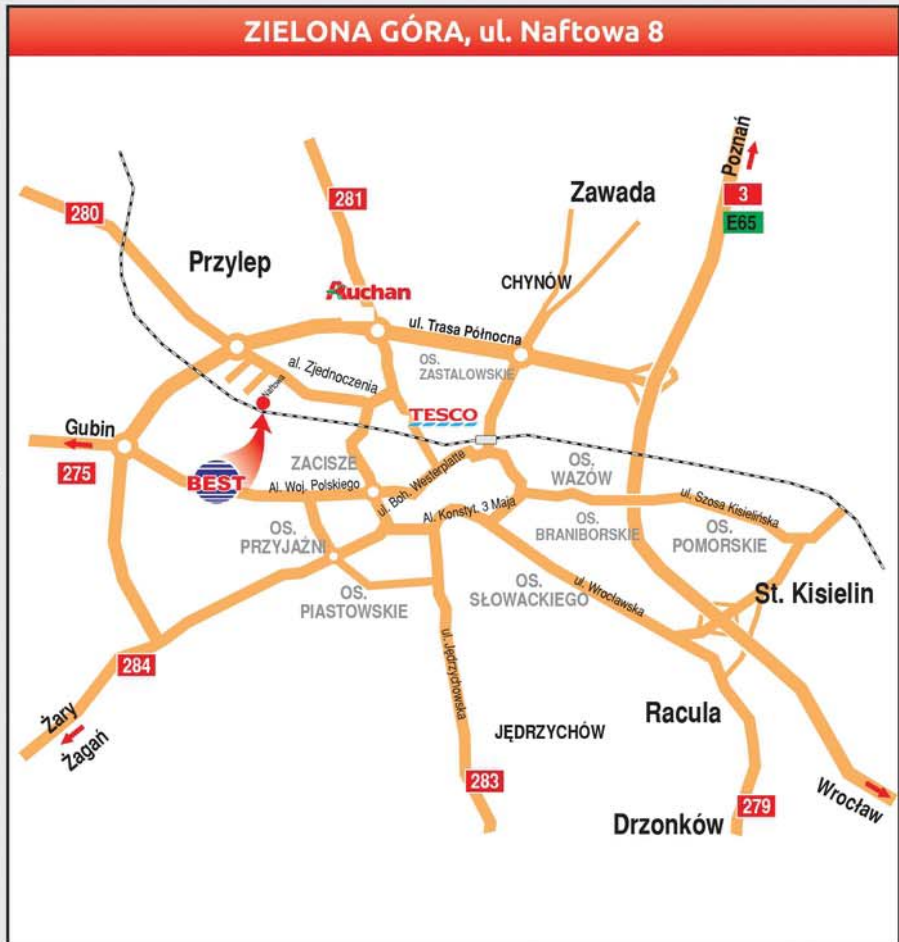 ZIELONA GÓRA, ul. Naftowa 8
Poznań
3
E65
281
280
Zawada
Przylep
CHYNÓW
Auchan
ul. Trasa Północna
OS.
ZASTALOWSKIE
al. Zjednoczenia
Naftowa
TESCO
Gubin
275
BEST
ZACISZE
Al. Woj. Polskiego
ul. Boh. Westerplatte
OS.
WAZÓW
ul. Szosa Kisielińska
Al. Konstyt. 3 Maja
OS.
BRANIBORSKIE
OS.
POMORSKIE
OS.
PRZYJAŹNI
OS.
PIASTOWSKIE
OS.
SŁOWACKIEGO
ul. Wrocławska
St. Kisielin
ul. Jędrzychowska
284
Żary
Żagań
Racula
JĘDRZYCHÓW
283
279
Wrocław
Drzonków